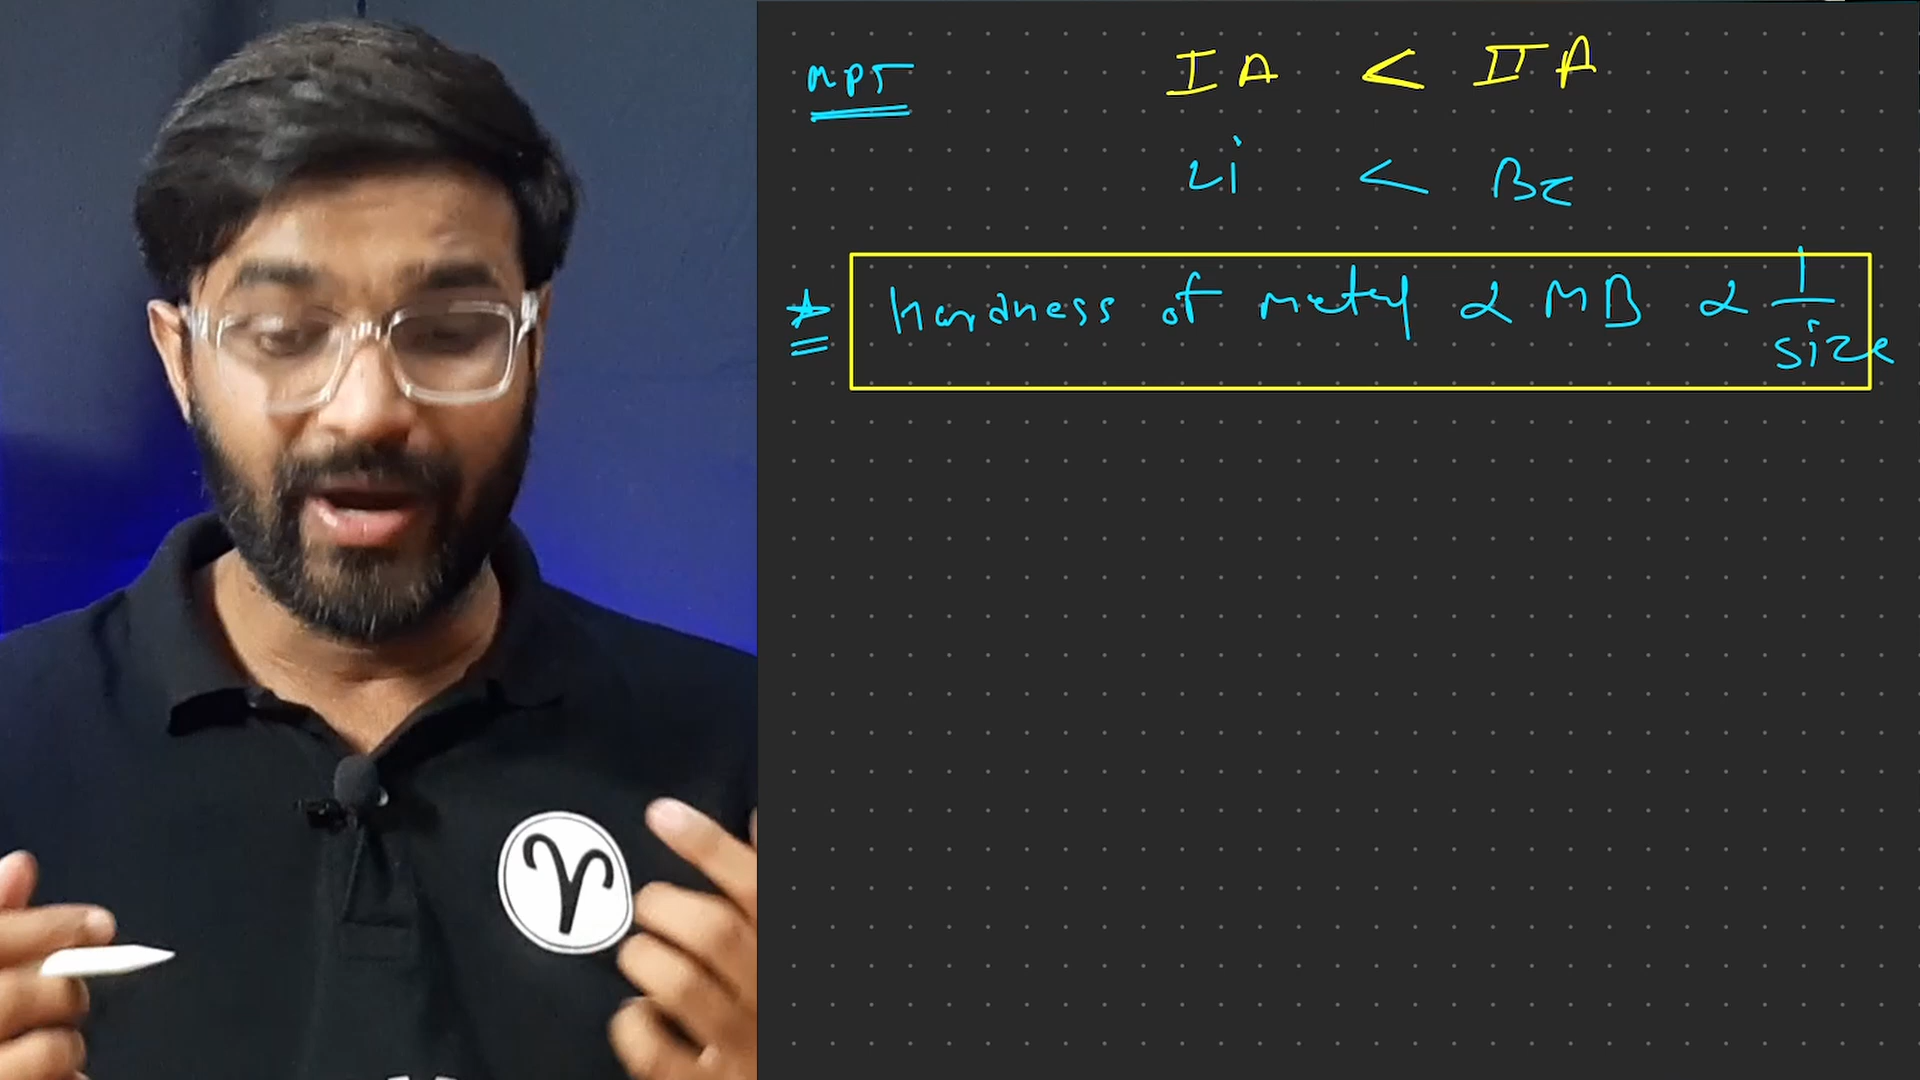 MPT IA < IIA
Li < Be
* hardness of metal ∝ MB ∝ 1/size